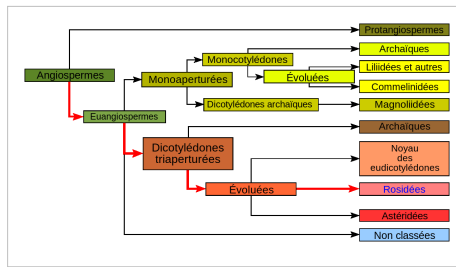 Protangiospermes
Angiospermes
Euangiospermes
Monoaperturées
Monocotylédones
Archaïques
Évoluées
Liliidées et autres
Commelinidées
Dicotylédones archaïques
Magnoliidées
Dicotylédones
triaperturées
Archaïques
Évoluées
Noyau
des
eudicotylédones
Rosidées
Astéridées
Non classées